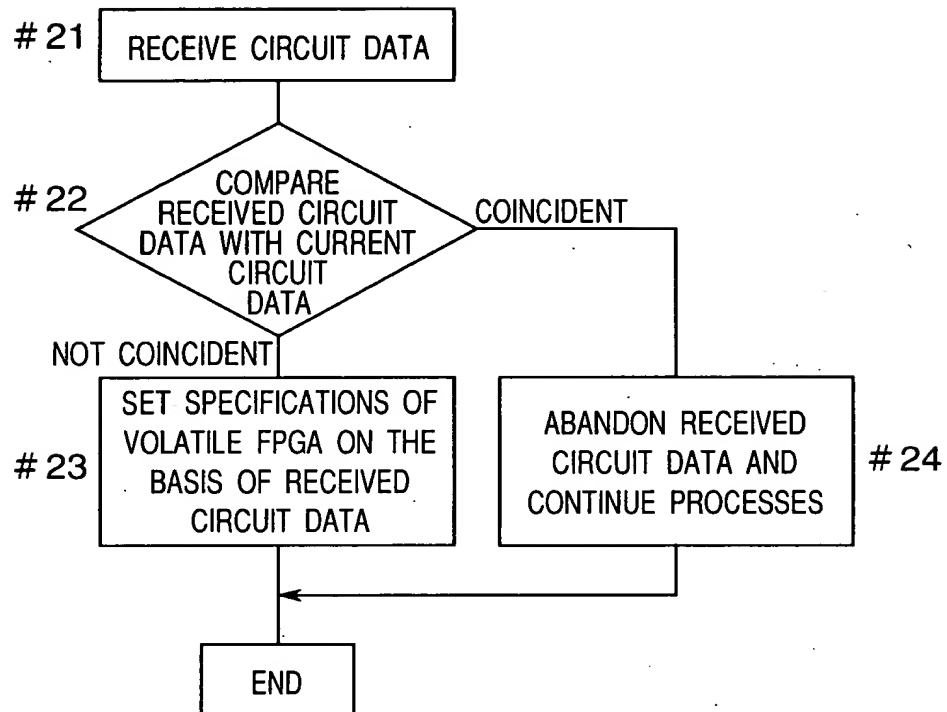 #21
RECEIVE CIRCUIT DATA
#22
COMPARE
RECEIVED CIRCUIT
DATA WITH CURRENT
CIRCUIT
DATA
COINCIDENT
NOT COINCIDENT
#23
SET SPECIFICATIONS OF
VOLATILE FPGA ON THE
BASIS OF RECEIVED
CIRCUIT DATA
ABANDON RECEIVED
CIRCUIT DATA AND
CONTINUE PROCESSES
#24
END